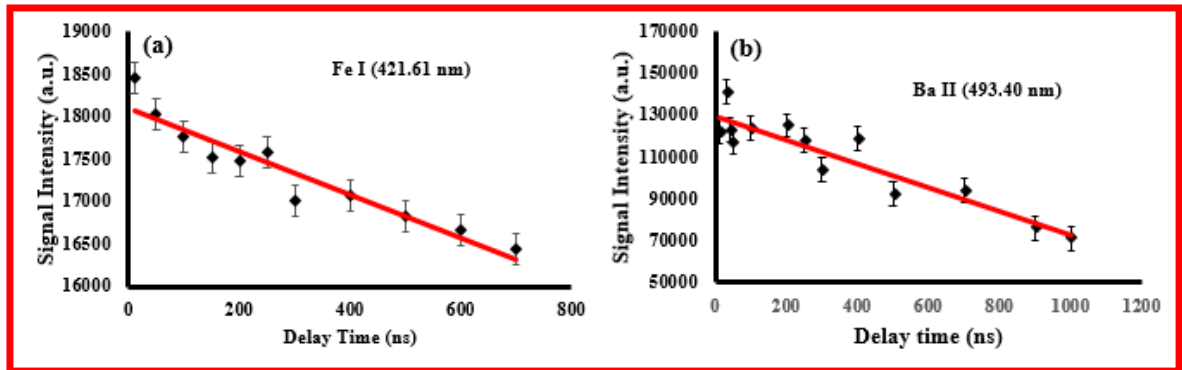 (a)
Fe I (421.61 nm)
Signal Intensity (a.u.)
19000
18500
18000
17500
17000
16500
16000
0 200 400 600 800
Delay Time (ns)
(b)
Ba II (493.40 nm)
Signal Intensity (a.u.)
170000
150000
130000
110000
90000
70000
50000
0 200 400 600 800 1000 1200
Delay time (ns)